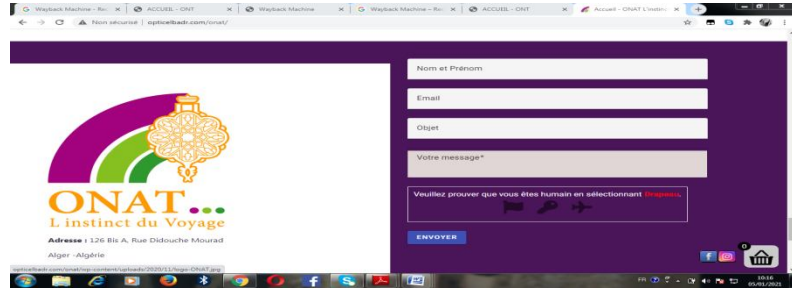 Wayback Machine - Re
ACCUEIL - ONT
Wayback Machine
Wayback Machine - Re
ACCUEIL - ONT
Accueil - ONAT L'instinc
Non sécurisé | opticelbadr.com/onat/
Nom et Prénom
Email
Objet
Votre message*
Veuillez prouver que vous êtes humain en sélectionnant Drapeau.
ENVOYER
ONAT...
L'instinct du Voyage
Adresse : 126 Bis A, Rue Didouche Mourad
Alger -Algérie
0
opticelbadr.com/onat/wp-content/uploads/2020/11/logo-ONAT.jpg
FR
10:16
05/01/2021